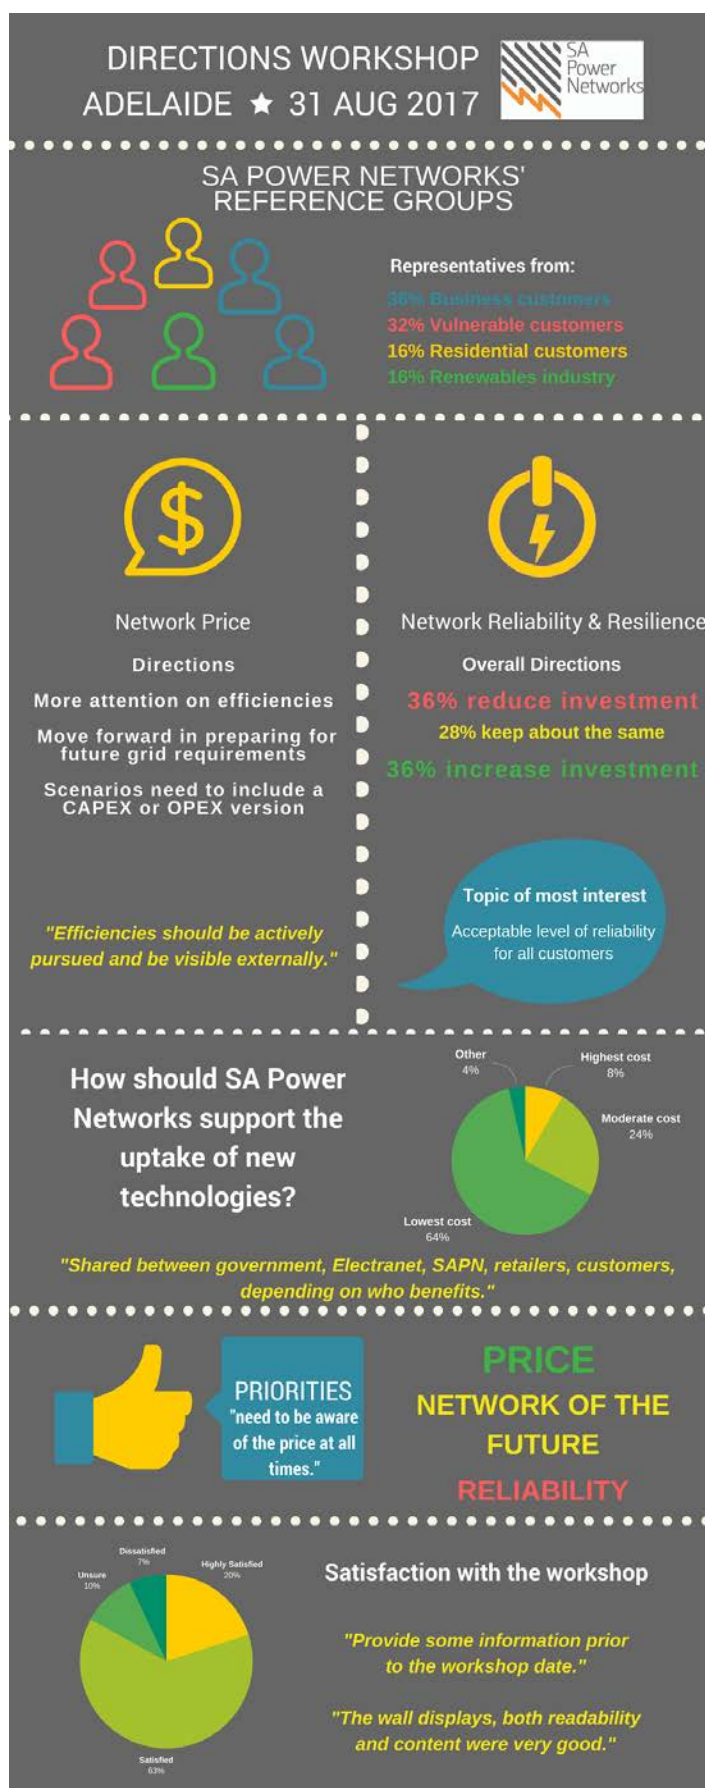 DIRECTIONS WORKSHOP
ADELAIDE ★ 31 AUG 2017
SA
Power
Networks
SA POWER NETWORKS'
REFERENCE GROUPS
Representatives from:
36% Business customers
32% Vulnerable customers
16% Residential customers
16% Renewables industry
$
Network Price
Directions
More attention on efficiencies
Move forward in preparing for
future grid requirements
Scenarios need to include a
CAPEX or OPEX version
"Efficiencies should be actively
pursued and be visible externally."
Network Reliability & Resilience
Overall Directions
36% reduce investment
28% keep about the same
36% increase investment
Topic of most interest
Acceptable level of reliability
for all customers
How should SA Power
Networks support the
uptake of new
technologies?
Other
4%
Highest cost
8%
Moderate cost
24%
Lowest cost
64%
"Shared between government, Electranet, SAPN, retailers, customers,
depending on who benefits."
PRIORITIES
"need to be aware
of the price at all
times."
PRICE
NETWORK OF THE
FUTURE
RELIABILITY
Dissatisfied
7%
Highly Satisfied
20%
Unsure
10%
Satisfied
63%
Satisfaction with the workshop
"Provide some information prior
to the workshop date."
"The wall displays, both readability
and content were very good."